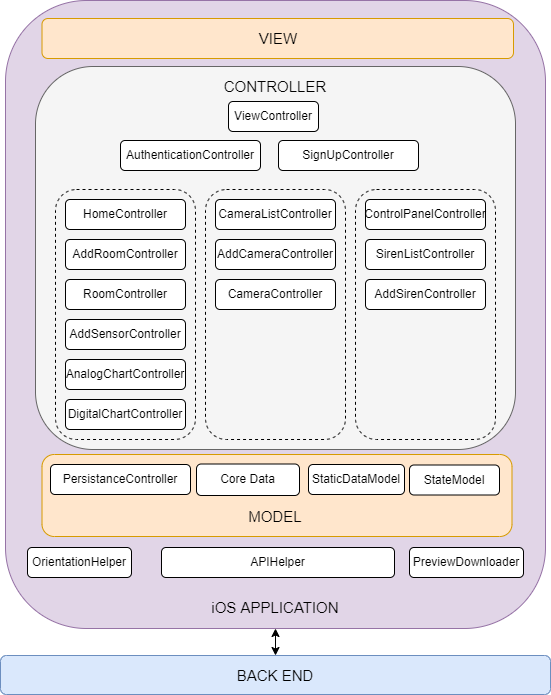 VIEW
CONTROLLER
ViewController
AuthenticationController
SignUpController
HomeController
AddRoomController
RoomController
AddSensorController
AnalogChartController
DigitalChartController
CameraListController
AddCameraController
CameraController
ControlPanelController
SirenListController
AddSirenController
PersistanceController
Core Data
StaticDataModel
StateModel
MODEL
OrientationHelper
APIHelper
PreviewDownloader
iOS APPLICATION
BACK END